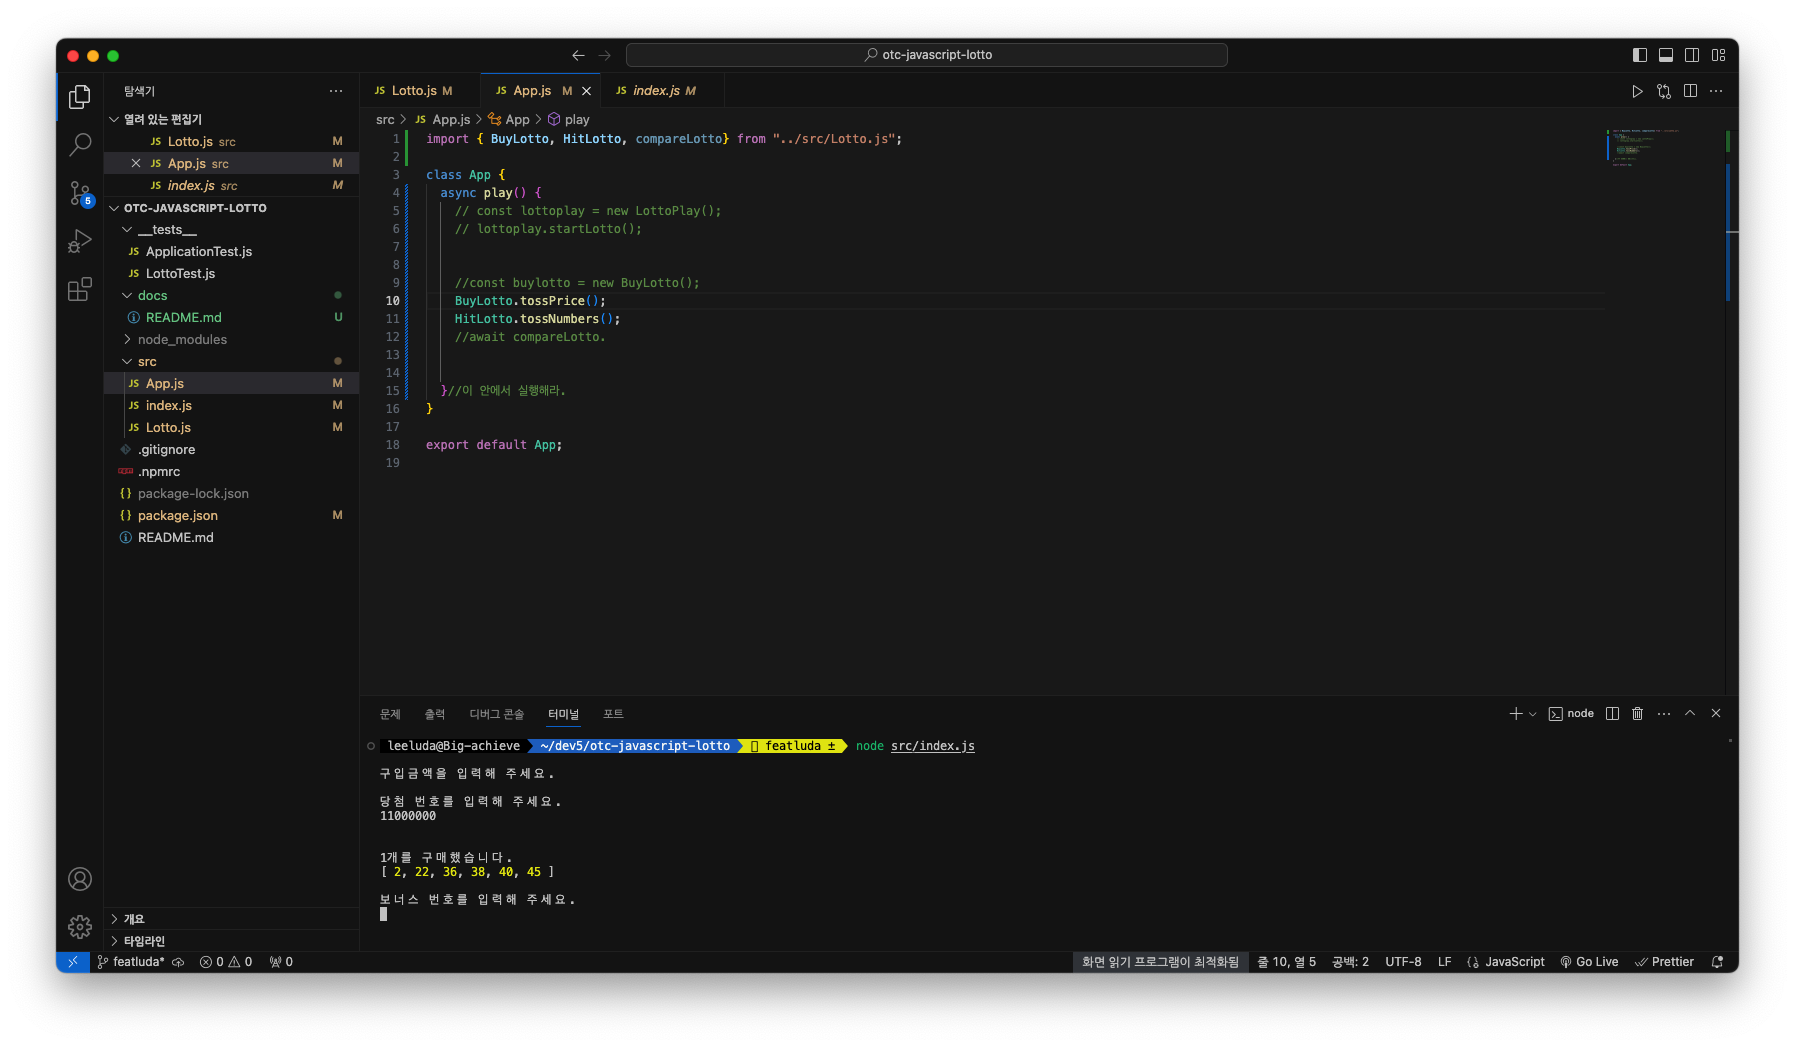 otc-javascript-lotto
탐색기
열려 있는 편집기
JS Lotto.js src M
JS App.js src M
JS index.js src M
5
OTC-JAVASCRIPT-LOTTO
__tests__
JS ApplicationTest.js
JS LottoTest.js
docs
README.md U
node_modules
src
JS App.js M
JS index.js M
JS Lotto.js M
.gitignore
.npmrc
{} package-lock.json
{} package.json M
README.md
개요
타임라인
JS Lotto.js M
JS App.js M
JS index.js M
src > JS App.js > App > play
1 import { BuyLotto, HitLotto, compareLotto} from "../src/Lotto.js";
2
3 class App {
4 async play() {
5 // const lottoplay = new LottoPlay();
6 // lottoplay.startLotto();
7
8
9 //const buylotto = new BuyLotto();
10 BuyLotto.tossPrice();
11 HitLotto.tossNumbers();
12 //await compareLotto.
13
14
15 }//이 안에서 실행해라.
16 }
17
18 export default App;
19
문제 출력 디버그 콘솔 터미널 포트
node
leeluda@Big-achieve ~/dev5/otc-javascript-lotto featluda ± node src/index.js
구입금액을 입력해 주세요.
당첨 번호를 입력해 주세요.
11000000
1개를 구매했습니다.
[ 2, 22, 36, 38, 40, 45 ]
보너스 번호를 입력해 주세요.
featluda* 0 0 0
화면 읽기 프로그램이 최적화됨 줄 10, 열 5 공백: 2 UTF-8 LF {} JavaScript Go Live Prettier